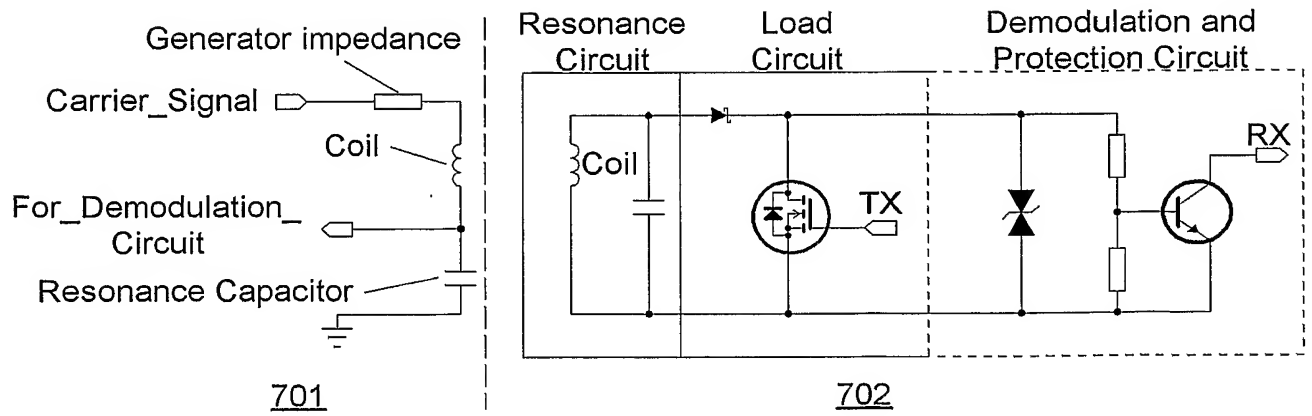 Generator impedance
Carrier_Signal
Coil
For_Demodulation_
Circuit
Resonance Capacitor
701
Resonance
Circuit
Load
Circuit
Demodulation and
Protection Circuit
Coil
TX
RX
702